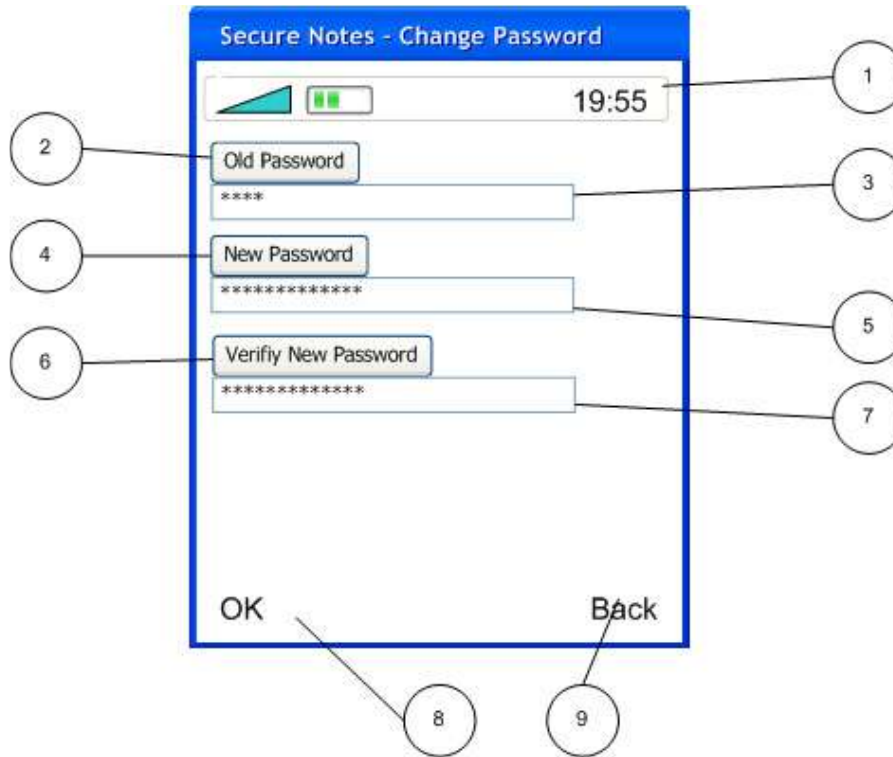 Secure Notes - Change Password
19:55
1
2
Old Password
3
****
4
New Password
*************
5
6
Verifiy New Password
*************
7
OK
Back
8
9